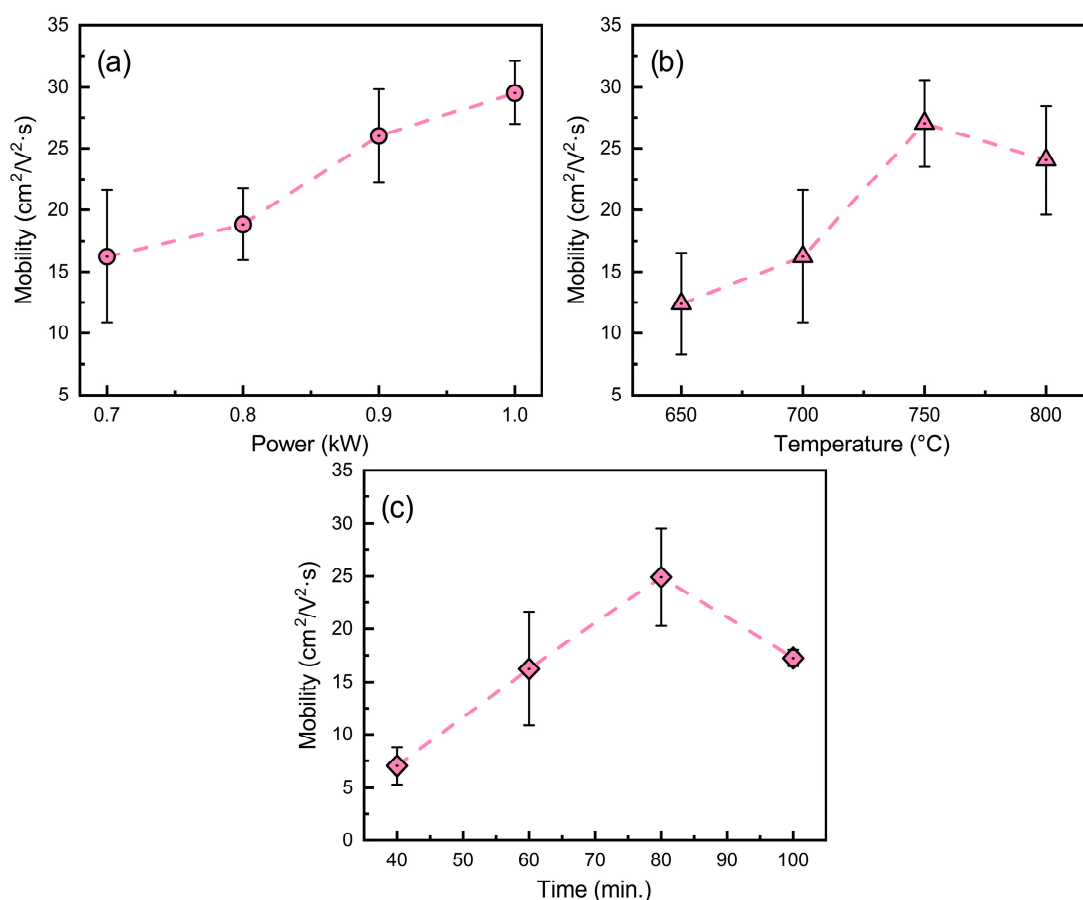 (a)
Mobility (cm²/V²·s)
35
30
25
20
15
10
5
0.7 0.8 0.9 1.0
Power (kW)
(b)
Mobility (cm²/V²·s)
35
30
25
20
15
10
5
650 700 750 800
Temperature (°C)
(c)
Mobility (cm²/V²·s)
35
30
25
20
15
10
5
0
40 50 60 70 80 90 100
Time (min.)